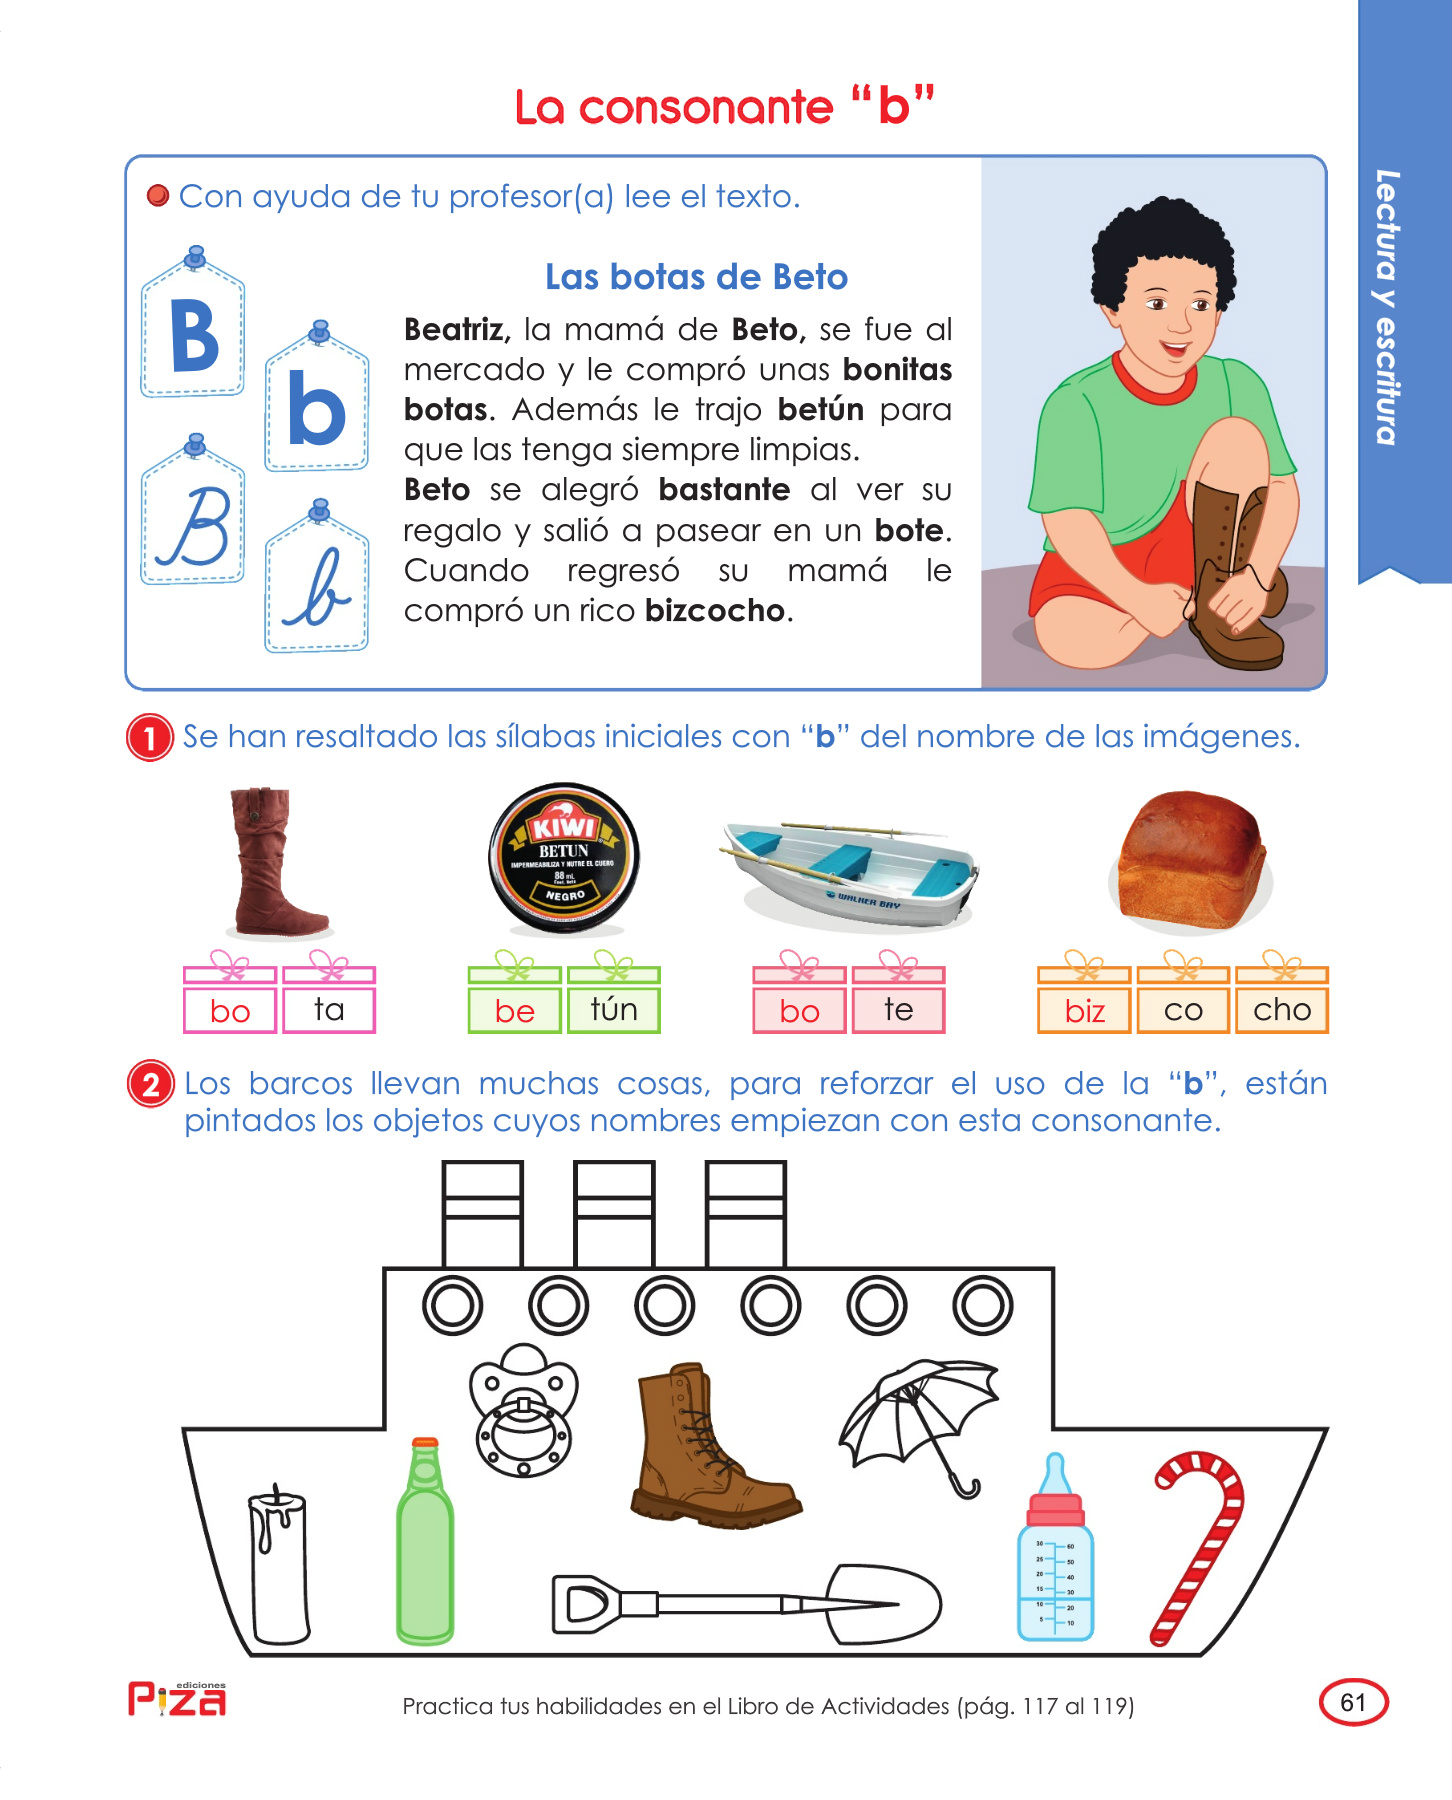 La consonante “b”
Lectura y escritura
Con ayuda de tu profesor(a) lee el texto.
B
b
B
b
Las botas de Beto
Beatriz, la mamá de Beto, se fue al
mercado y le compró unas bonitas
botas. Además le trajo betún para
que las tenga siempre limpias.
Beto se alegró bastante al ver su
regalo y salió a pasear en un bote.
Cuando regresó su mamá le
compró un rico bizcocho.
1 Se han resaltado las sílabas iniciales con “b” del nombre de las imágenes.
KIWI
BETUN
IMPERMEABILIZA Y NUTRE EL CUERO
88 mL
NEGRO
WALKER BAY
bo ta
be tún
bo te
biz co cho
2 Los barcos llevan muchas cosas, para reforzar el uso de la “b”, están
pintados los objetos cuyos nombres empiezan con esta consonante.
30 60
25 50
20 40
15 30
10 20
5 10
ediciones
Piza
Practica tus habilidades en el Libro de Actividades (pág. 117 al 119)
61